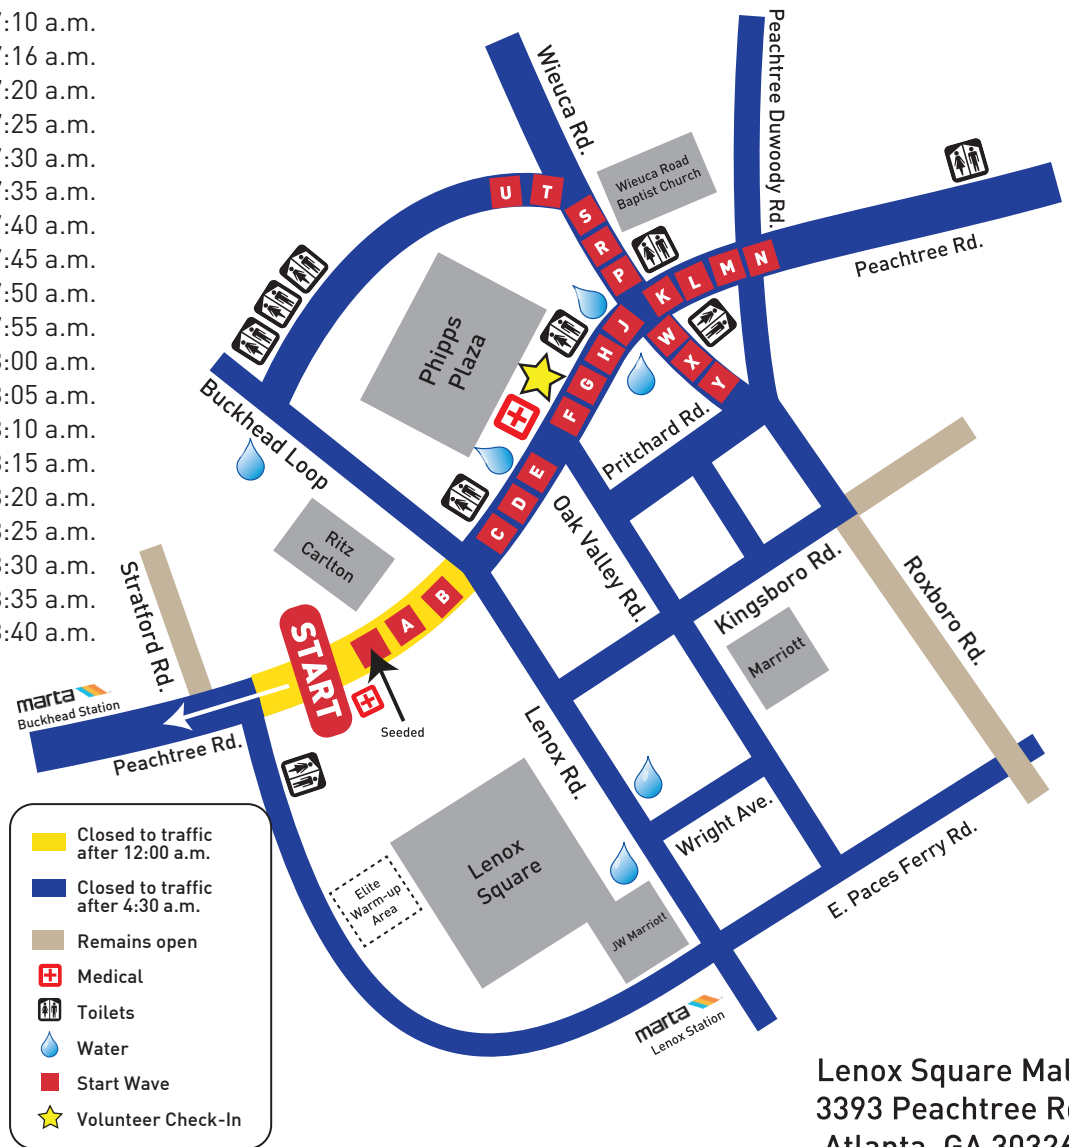 :10 a.m.
:16 a.m.
:20 a.m.
:25 a.m.
:30 a.m.
:35 a.m.
:40 a.m.
:45 a.m.
:50 a.m.
:55 a.m.
:00 a.m.
:05 a.m.
:10 a.m.
:15 a.m.
:20 a.m.
:25 a.m.
:30 a.m.
:35 a.m.
:40 a.m.
Wieuca Rd.
Peachtree Duwoody Rd.
Wieuca Road
Baptist Church
Peachtree Rd.
U
T
S
R
P
K
L
M
N
J
H
G
F
W
X
Y
Phipps
Plaza
Buckhead Loop
Pritchard Rd.
E
D
C
Oak Valley Rd.
Ritz
Carlton
Stratford Rd.
B
A
START
Seeded
Kingsboro Rd.
Roxboro Rd.
Marriott
marta
Buckhead Station
Peachtree Rd.
Lenox Rd.
Wright Ave.
E. Paces Ferry Rd.
Lenox
Square
Elite
Warm-up
Area
JW Marriott
marta
Lenox Station
Closed to traffic
after 12:00 a.m.
Closed to traffic
after 4:30 a.m.
Remains open
Medical
Toilets
Water
Start Wave
Volunteer Check-In
Lenox Square Mal
3393 Peachtree R
Atlanta, GA 30326